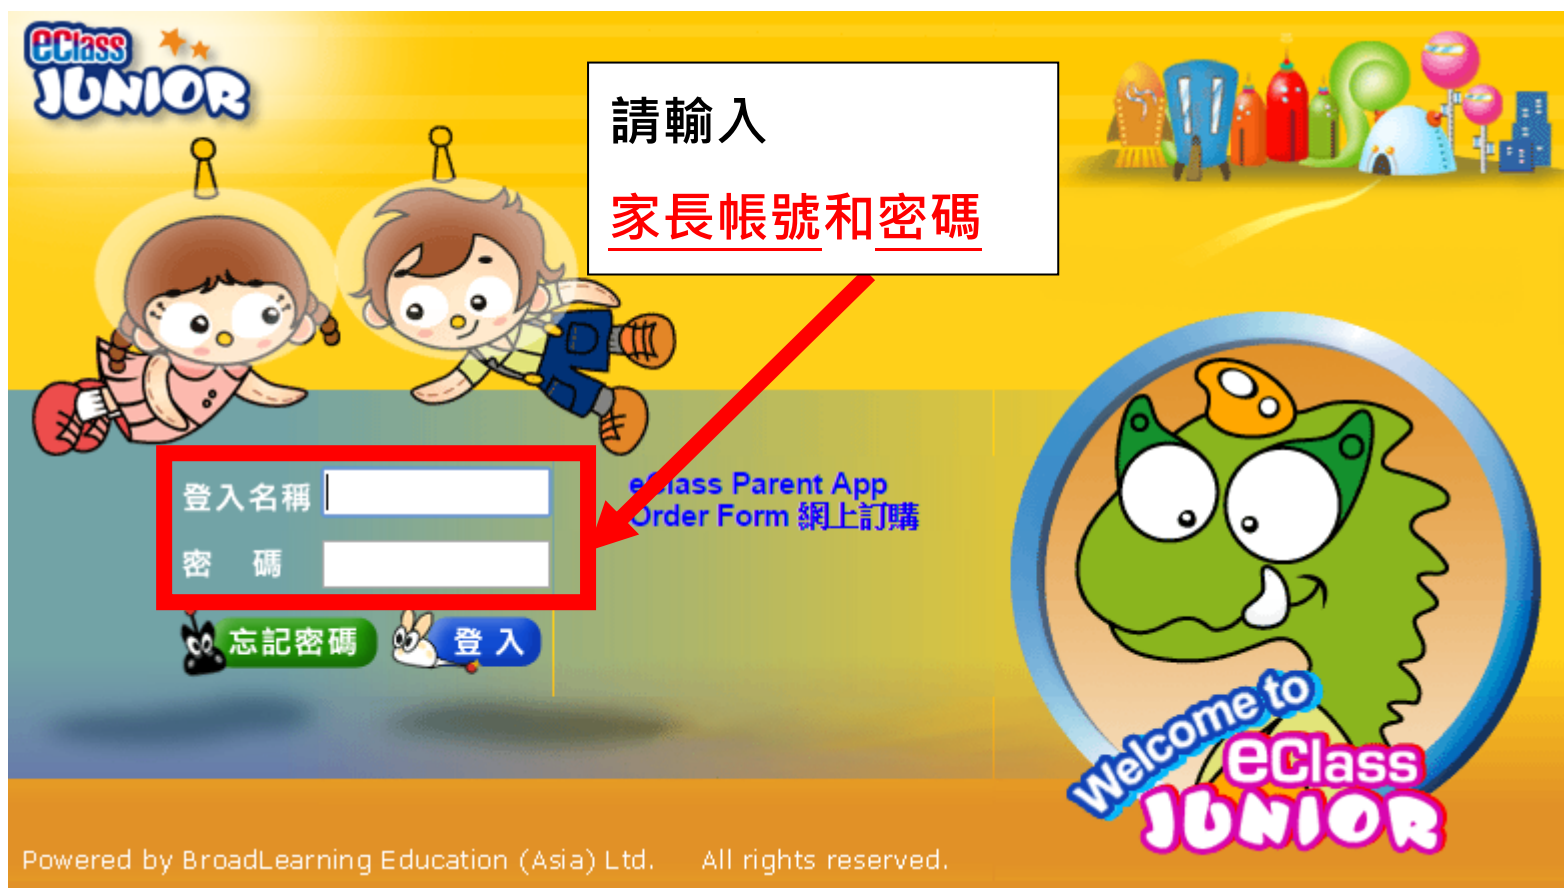 eClass
JUNIOR
請輸入
家長帳號和密碼
登入名稱
密 碼
eClass Parent App
Order Form 網上訂購
忘記密碼
登 入
Welcome to
eClass
JUNIOR
Powered by BroadLearning Education (Asia) Ltd. All rights reserved.